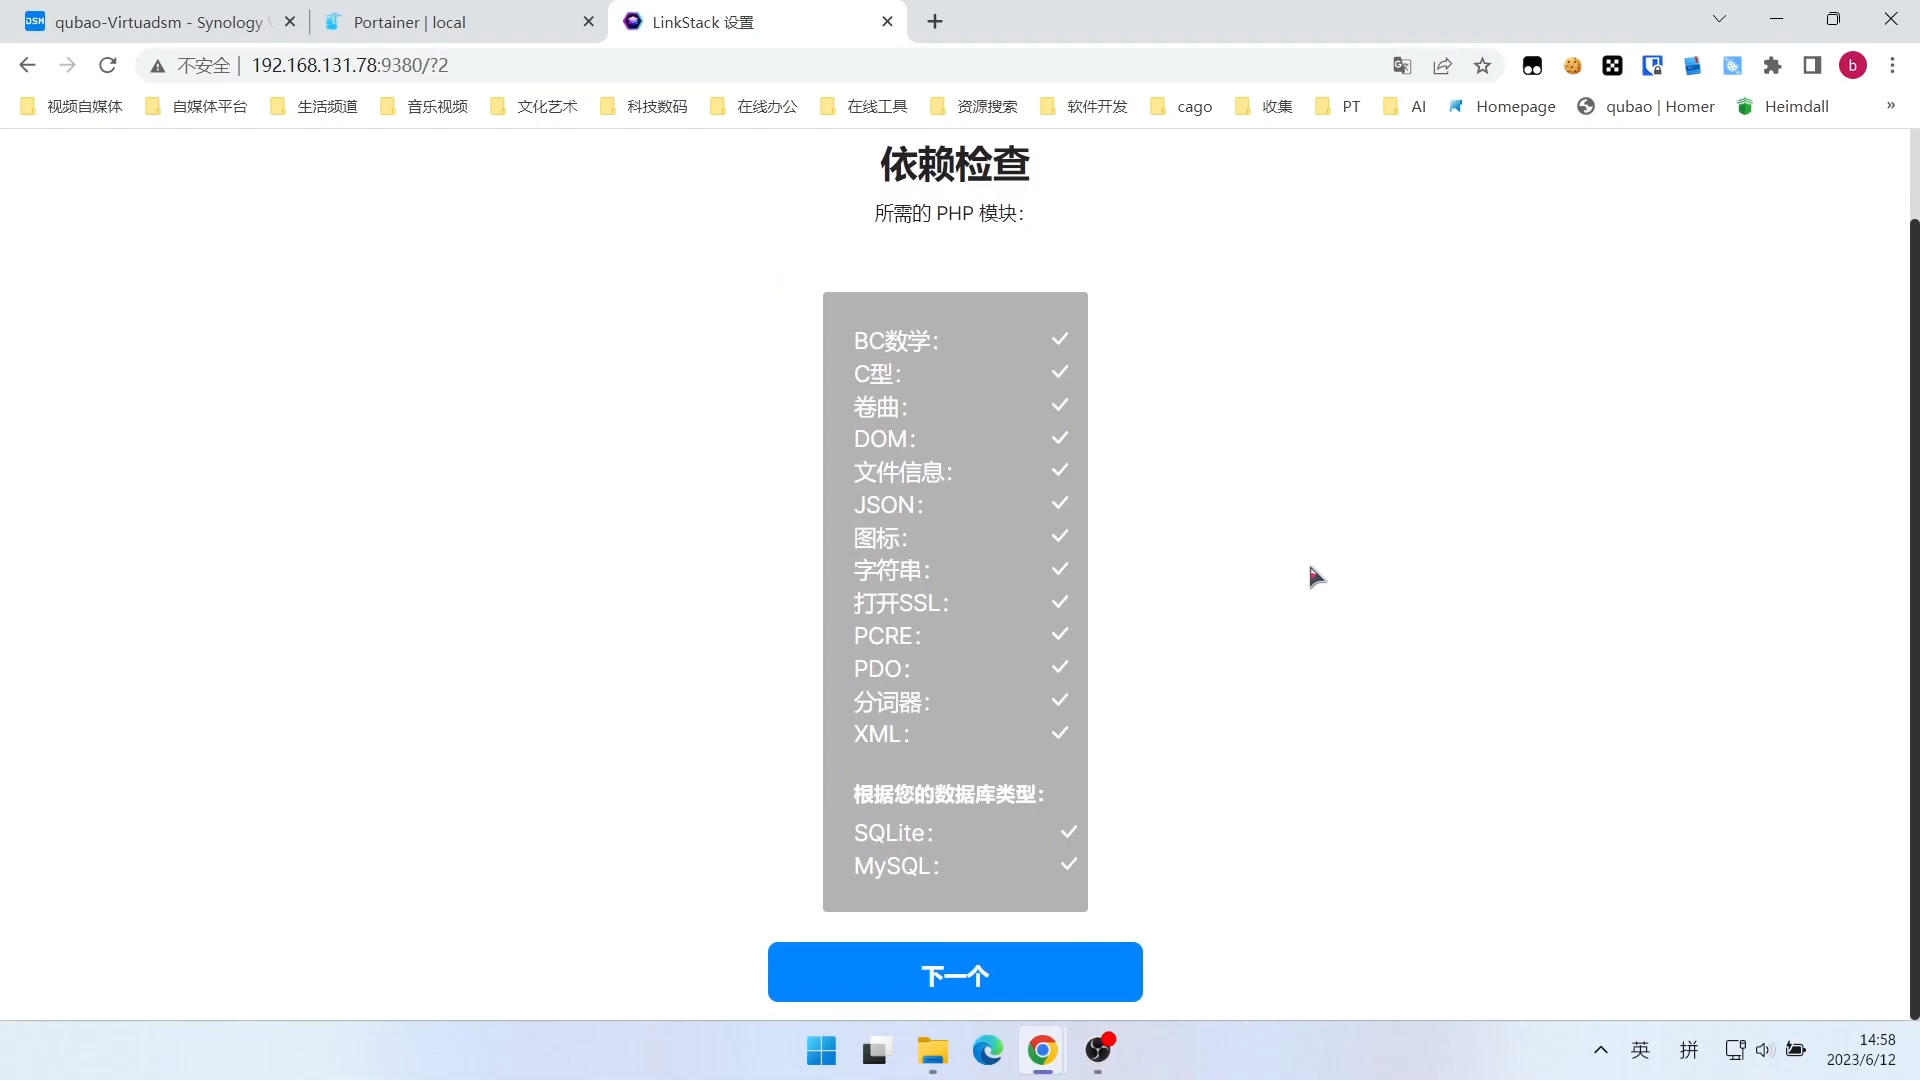 DSM qubao-Virtuadsm - Synology
Portainer | local
LinkStack 设置
不安全 | 192.168.131.78:9380/?2
b
视频自媒体 自媒体平台 生活频道 音乐视频 文化艺术 科技数码 在线办公 在线工具 资源搜索 软件开发 cago 收集 PT AI Homepage qubao | Homer Heimdall »
依赖检查
所需的 PHP 模块：
BC数学：
C型：
卷曲：
DOM：
文件信息：
JSON：
图标：
字符串：
打开SSL：
PCRE：
PDO：
分词器：
XML：
根据您的数据库类型：
SQLite：
MySQL：
下一个
英 拼
14:58
2023/6/12